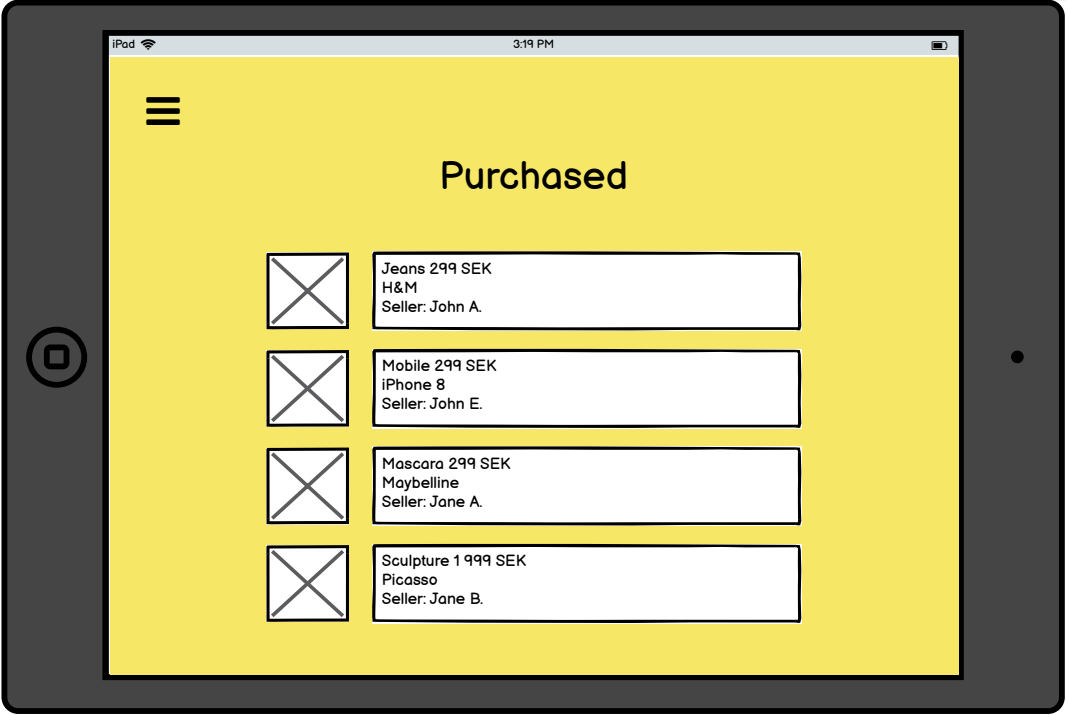 iPad
3:19 PM
Purchased
Jeans 299 SEK
H&M
Seller: John A.
Mobile 299 SEK
iPhone 8
Seller: John E.
Mascara 299 SEK
Maybelline
Seller: Jane A.
Sculpture 1 999 SEK
Picasso
Seller: Jane B.